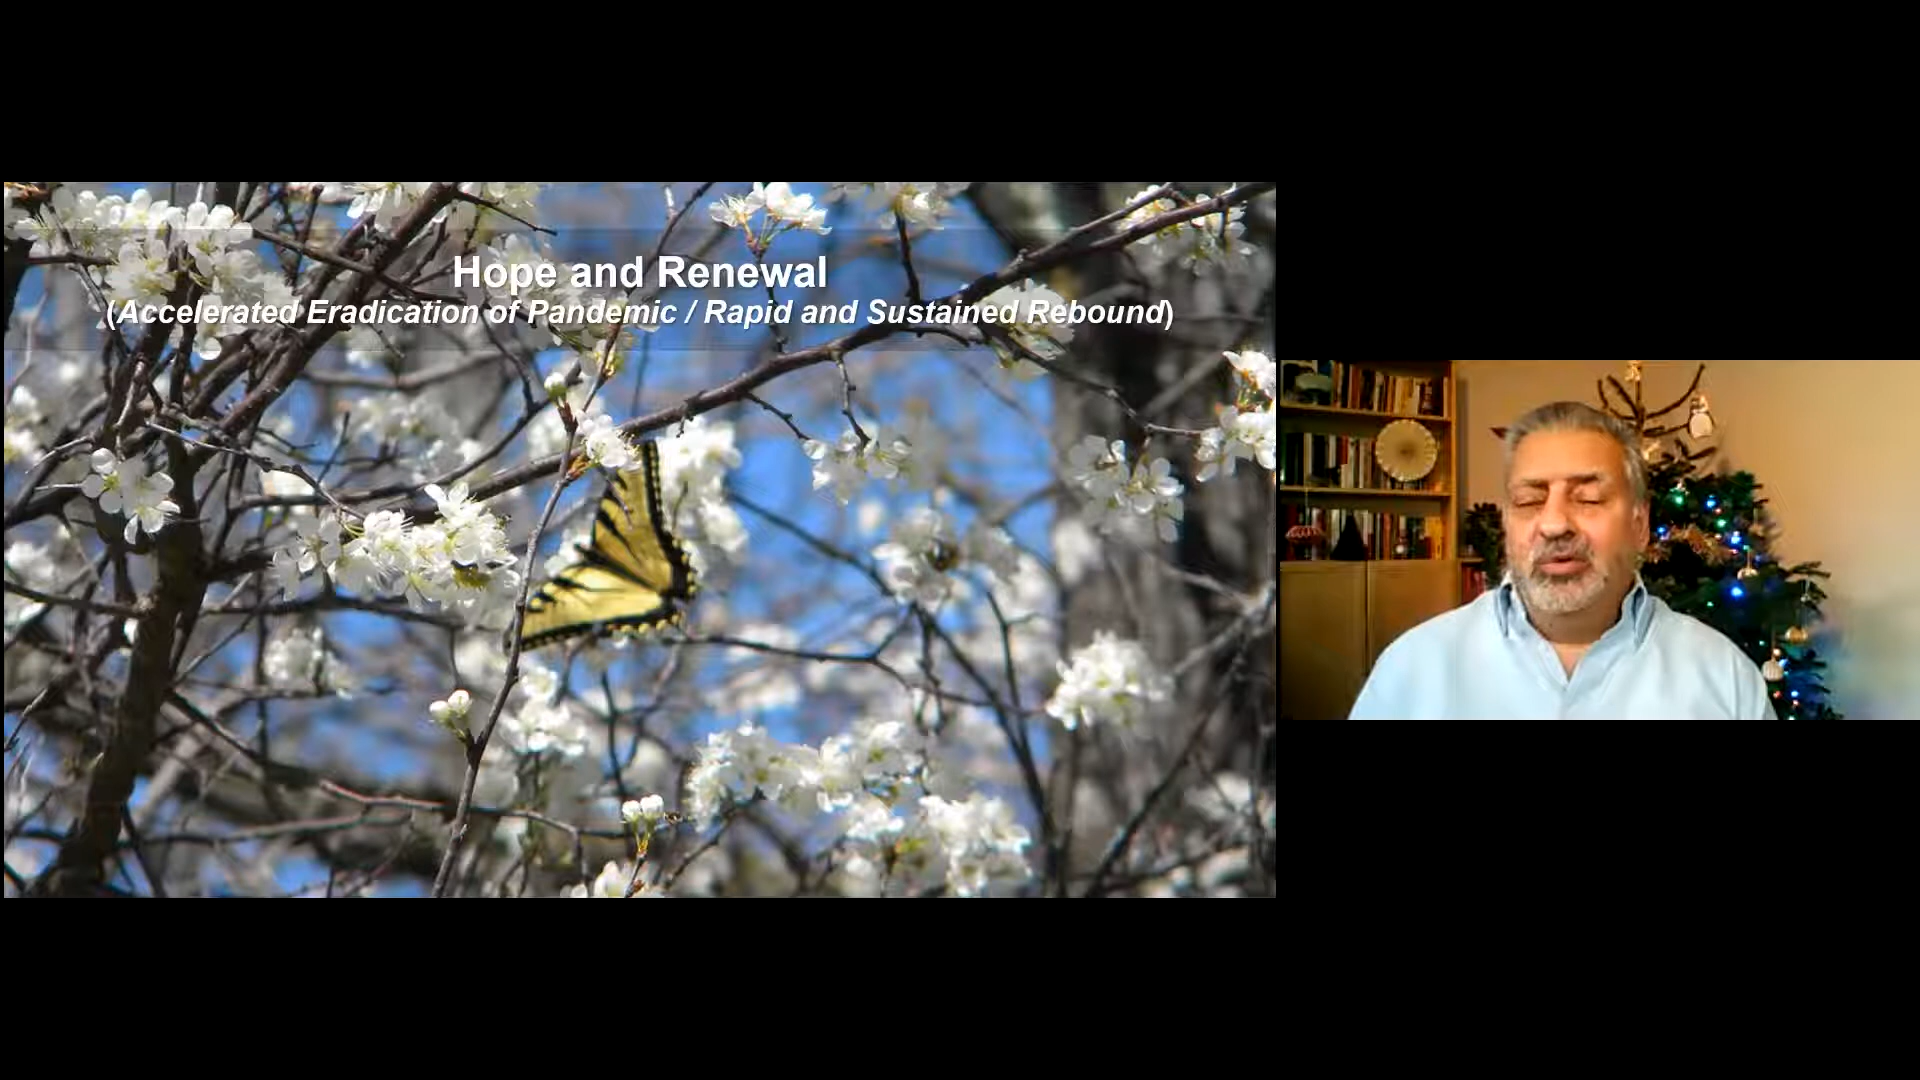 Hope and Renewal
(Accelerated Eradication of Pandemic / Rapid and Sustained Rebound)